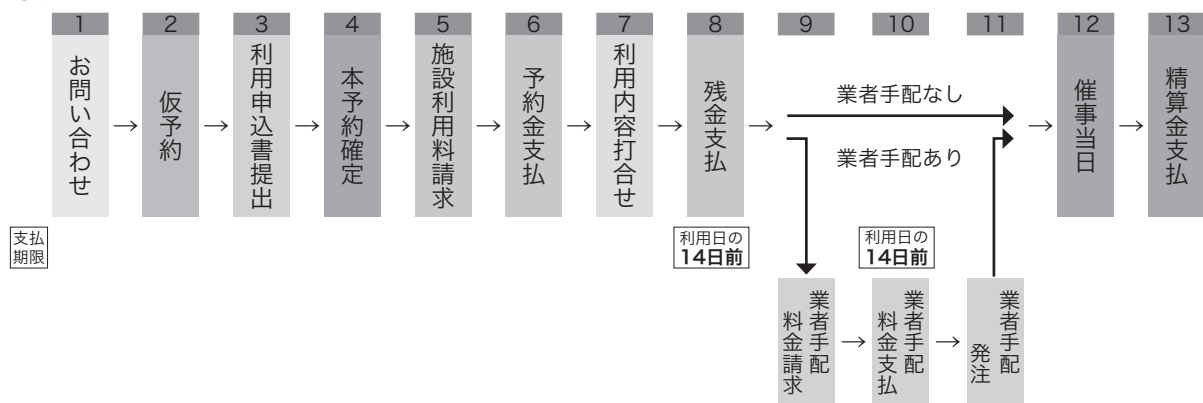 1
お問い合わせ
→
2
仮予約
→
3
利用申込書提出
→
4
本予約確定
→
5
施設利用料請求
→
6
予約金支払
→
7
利用内容打合せ
→
8
残金支払
→
9
10
11
業者手配なし
業者手配あり
→
12
催事当日
→
13
精算金支払
支払
期限
利用日の
14日前
利用日の
14日前
業者手配
料金請求
→
業者手配
料金支払
→
業者手配
発注